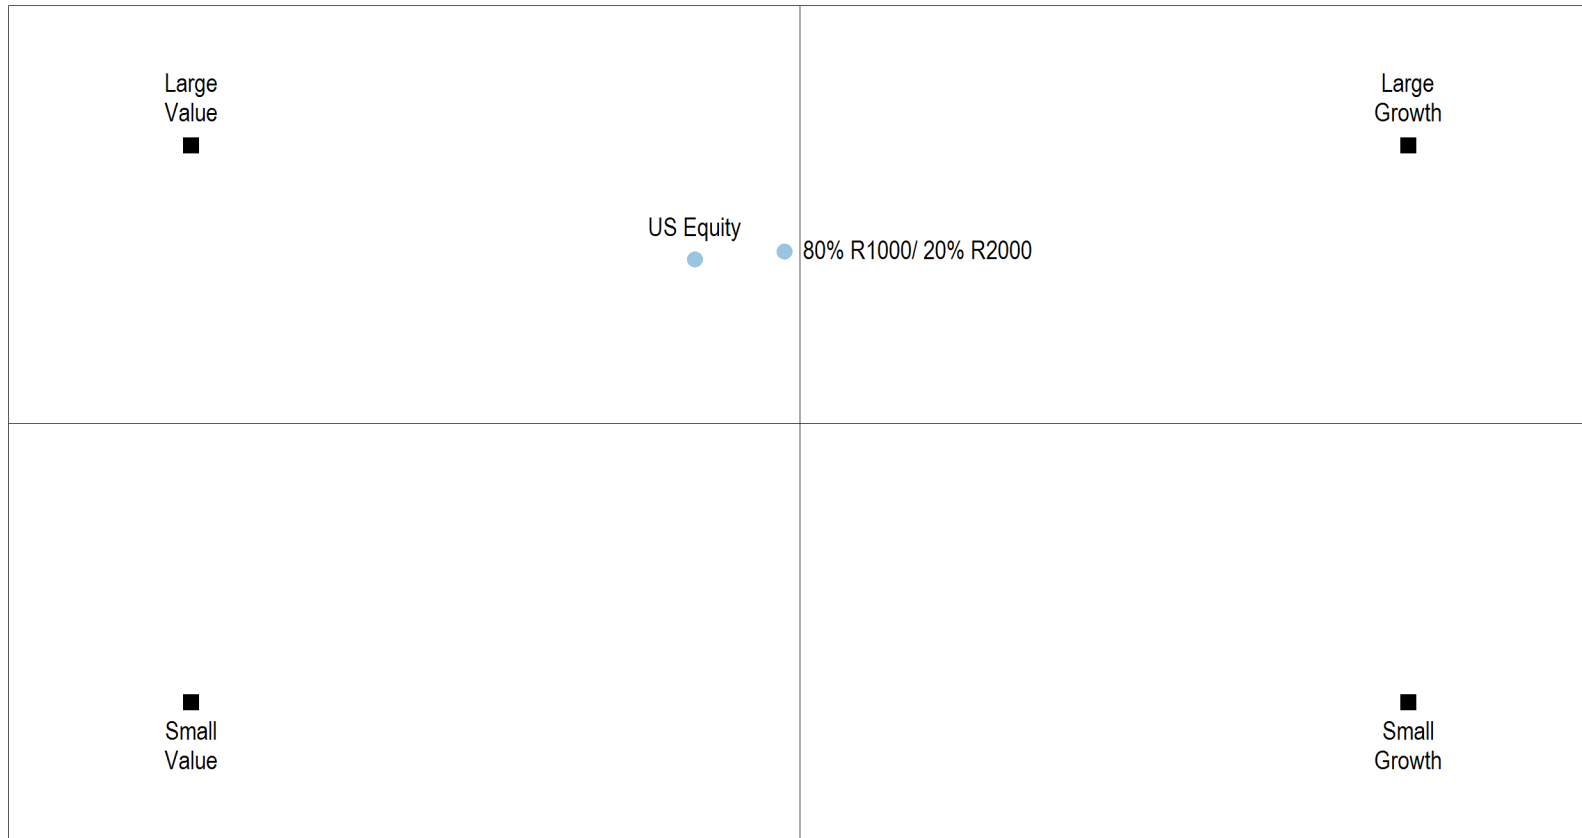 Large
Value
Large
Growth
US Equity
80% R1000/ 20% R2000
Small
Value
Small
Growth